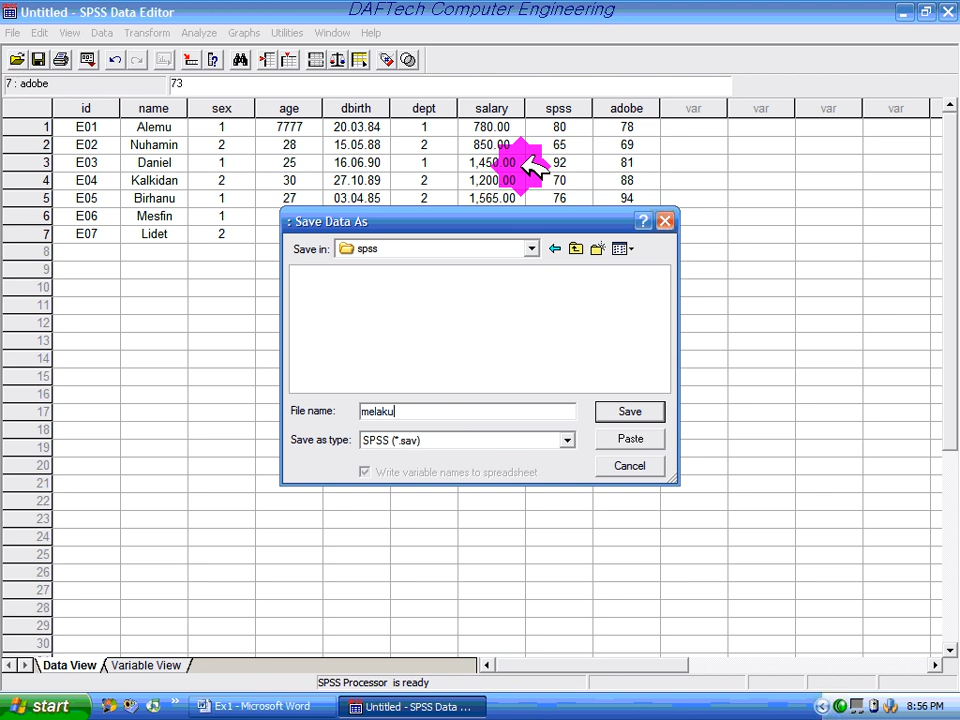 DAFTech Computer Engineering
Untitled - SPSS Data Editor
File Edit View Data Transform Analyze Graphs Utilities Window Help
7 : adobe 73
id name sex age dbirth dept salary spss adobe var var var var
1 E01 Alemu 1 7777 20.03.84 1 780.00 80 78
2 E02 Nuhamin 2 28 15.05.88 2 850.00 65 69
3 E03 Daniel 1 25 16.06.90 1 1,450.00 92 81
4 E04 Kalkidan 2 30 27.10.89 2 1,200.00 70 88
5 E05 Birhanu 1 27 03.04.85 2 1,565.00 76 94
6 E06 Mesfin 1
7 E07 Lidet 2
: Save Data As
Save in: spss
File name: melaku
Save
Save as type: SPSS (*.sav)
Paste
Write variable names to spreadsheet
Cancel
8
9
10
11
12
13
14
15
16
17
18
19
20
21
22
23
24
25
26
27
28
29
30
Data View Variable View
SPSS Processor is ready
start Ex1 - Microsoft Word Untitled - SPSS Data ... 8:56 PM